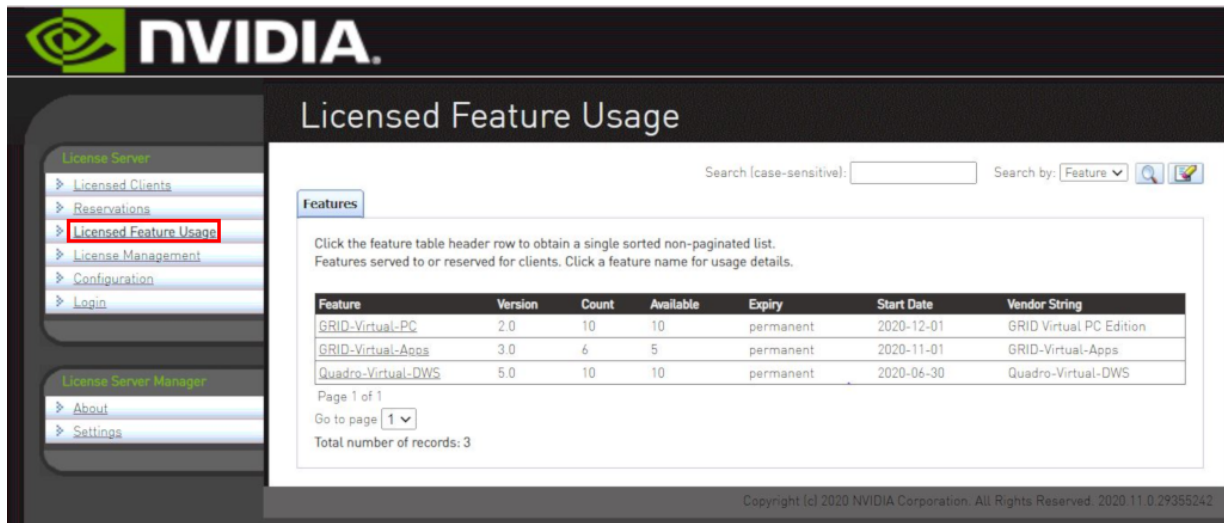 NVIDIA.
Licensed Feature Usage
License Server
Licensed Clients
Reservations
Licensed Feature Usage
License Management
Configuration
Login
License Server Manager
About
Settings
Search (case-sensitive): Search by: Feature
Features
Click the feature table header row to obtain a single sorted non-paginated list.
Features served to or reserved for clients. Click a feature name for usage details.
Feature Version Count Available Expiry Start Date Vendor String
GRID-Virtual-PC 2.0 10 10 permanent 2020-12-01 GRID Virtual PC Edition
GRID-Virtual-Apps 3.0 6 5 permanent 2020-11-01 GRID-Virtual-Apps
Quadro-Virtual-DWS 5.0 10 10 permanent 2020-06-30 Quadro-Virtual-DWS
Page 1 of 1
Go to page 1
Total number of records: 3
Copyright (c) 2020 NVIDIA Corporation. All Rights Reserved. 2020.11.0.29355242